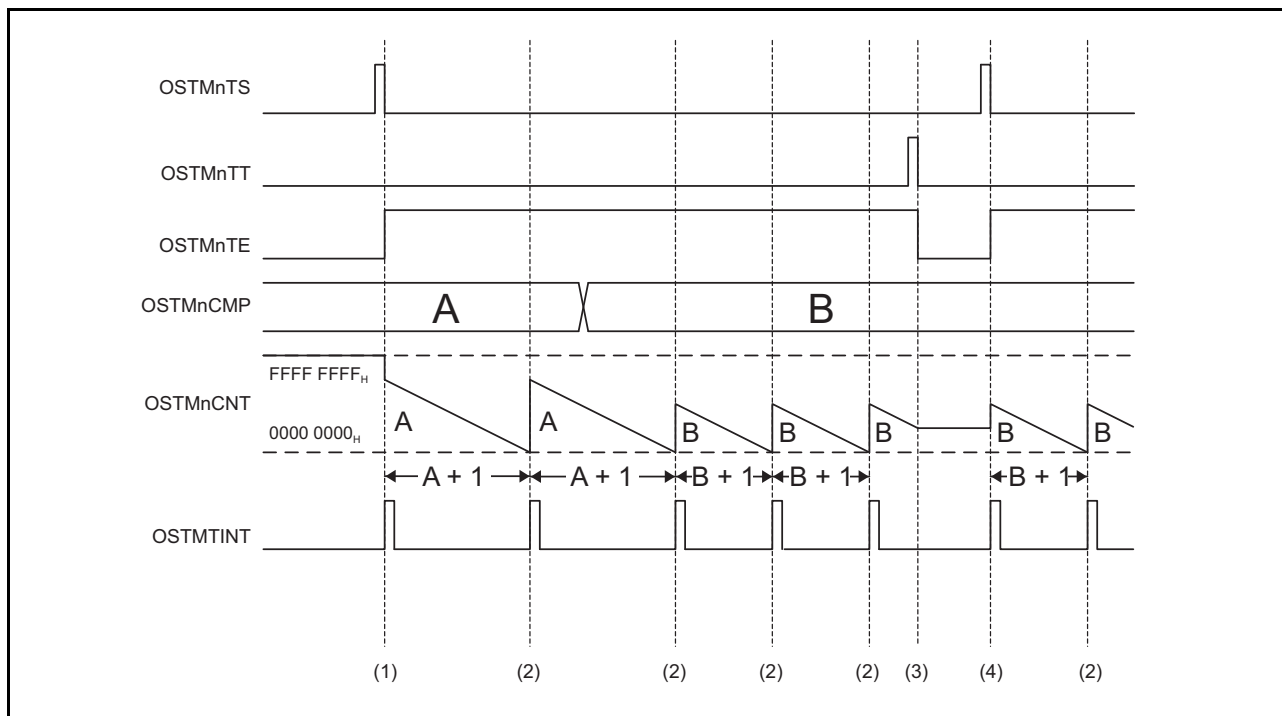 OSTMnTS
OSTMnTT
OSTMnTE
OSTMnCMP
A
B
OSTMnCNT
FFFF FFFFH
0000 0000H
A
A
B
B
B
B
B
A + 1
A + 1
B + 1
B + 1
B + 1
OSTMTINT
(1)
(2)
(2)
(2)
(2)
(3)
(4)
(2)